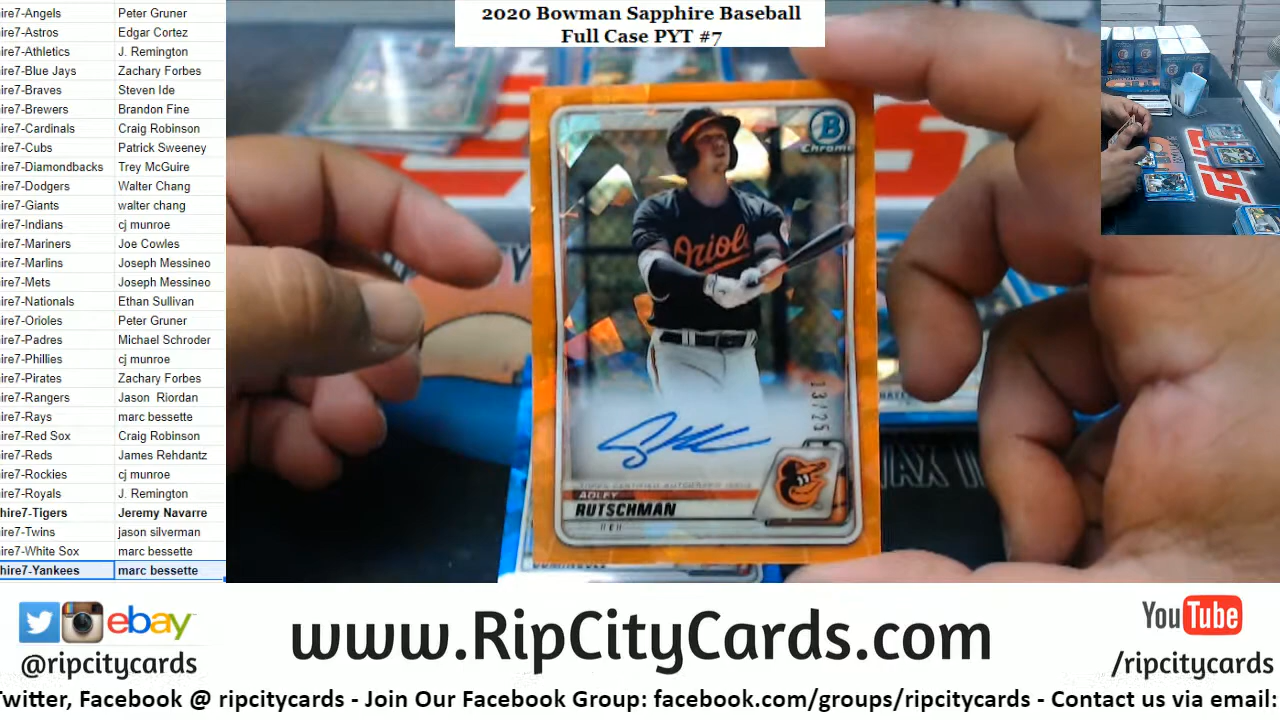 2020 Bowman Sapphire Baseball
Full Case PYT #7
ire7-Angels Peter Gruner
ire7-Astros Edgar Cortez
ire7-Athletics J. Remington
ire7-Blue Jays Zachary Forbes
ire7-Braves Steven Ide
ire7-Brewers Brandon Fine
ire7-Cardinals Craig Robinson
ire7-Cubs Patrick Sweeney
ire7-Diamondbacks Trey McGuire
ire7-Dodgers Walter Chang
ire7-Giants walter chang
ire7-Indians cj munroe
ire7-Mariners Joe Cowles
ire7-Marlins Joseph Messineo
ire7-Mets Joseph Messineo
ire7-Nationals Ethan Sullivan
ire7-Orioles Peter Gruner
ire7-Padres Michael Schroder
ire7-Phillies cj munroe
ire7-Pirates Zachary Forbes
ire7-Rangers Jason Riordan
ire7-Rays marc bessette
ire7-Red Sox Craig Robinson
ire7-Reds James Rehdantz
ire7-Rockies cj munroe
ire7-Royals J. Remington
hire7-Tigers Jeremy Navarre
ire7-Twins jason silverman
ire7-White Sox marc bessette
hire7-Yankees marc bessette
B
Chrome
Orioles
13/25
TOPPS CERTIFIED AUTOGRAPH ISSUE
ADLEY
RUTSCHMAN
ebay
@ripcitycards
www.RipCityCards.com
YouTube
/ripcitycards
Twitter, Facebook @ ripcitycards - Join Our Facebook Group: facebook.com/groups/ripcitycards - Contact us via email: